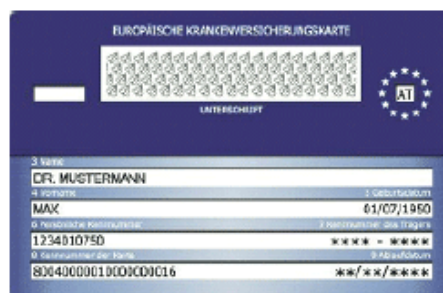 EUROPÄISCHE KRANKENVERSICHERUNGSKARTE
UNTERSCHRIFT
AT
3 Name
DR. MUSTERMANN
4 Vorname 5 Geburtsdatum
MAX 01/07/1950
6 Persönliche Kennnummer 7 Kennnummer des Trägers
1234010750 **** - ****
8 Kennnummer der Karte 9 Ablaufdatum
80040000010000000016 **/**/****